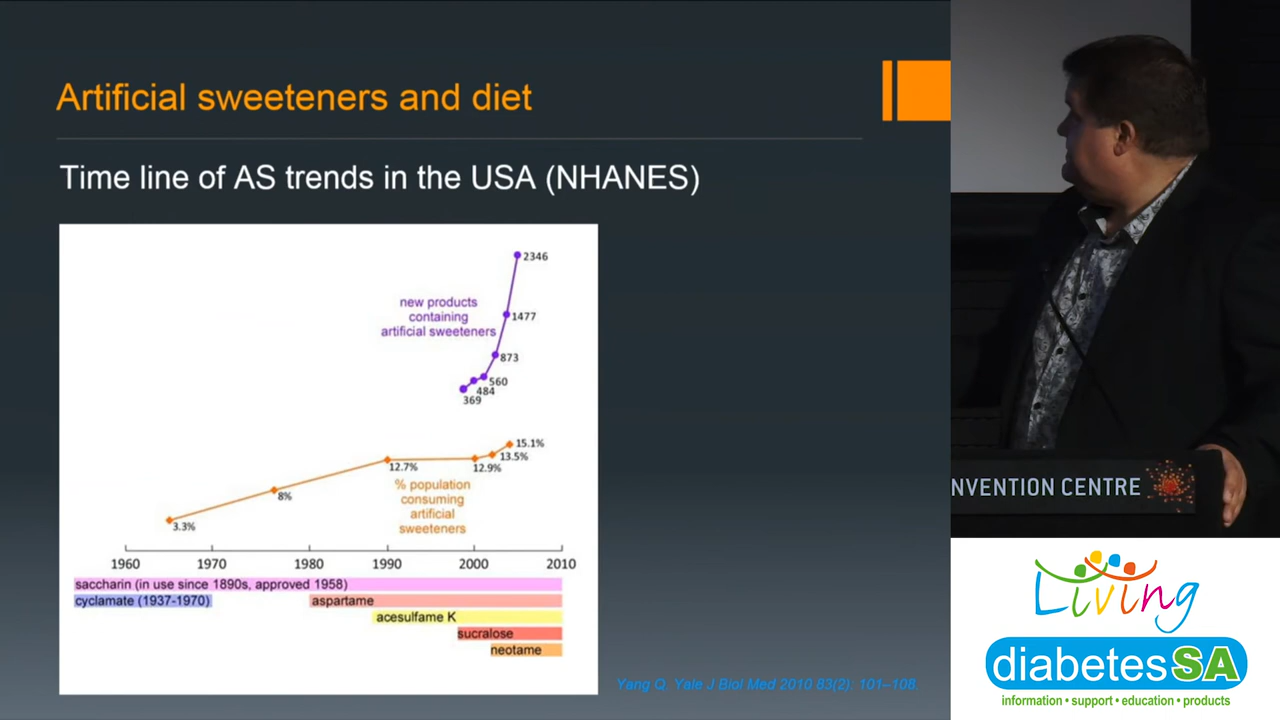 Artificial sweeteners and diet
Time line of AS trends in the USA (NHANES)
2346
new products
containing
artificial sweeteners
1477
873
560
484
369
15.1%
13.5%
12.7%
12.9%
% population
consuming
artificial
sweeteners
8%
3.3%
1960 1970 1980 1990 2000 2010
saccharin (in use since 1890s, approved 1958)
cyclamate (1937-1970) aspartame
acesulfame K
sucralose
neotame
Yang Q. Yale J Biol Med 2010 83(2): 101–108.
NVENTION CENTRE
Living
diabetesSA
information • support • education • products